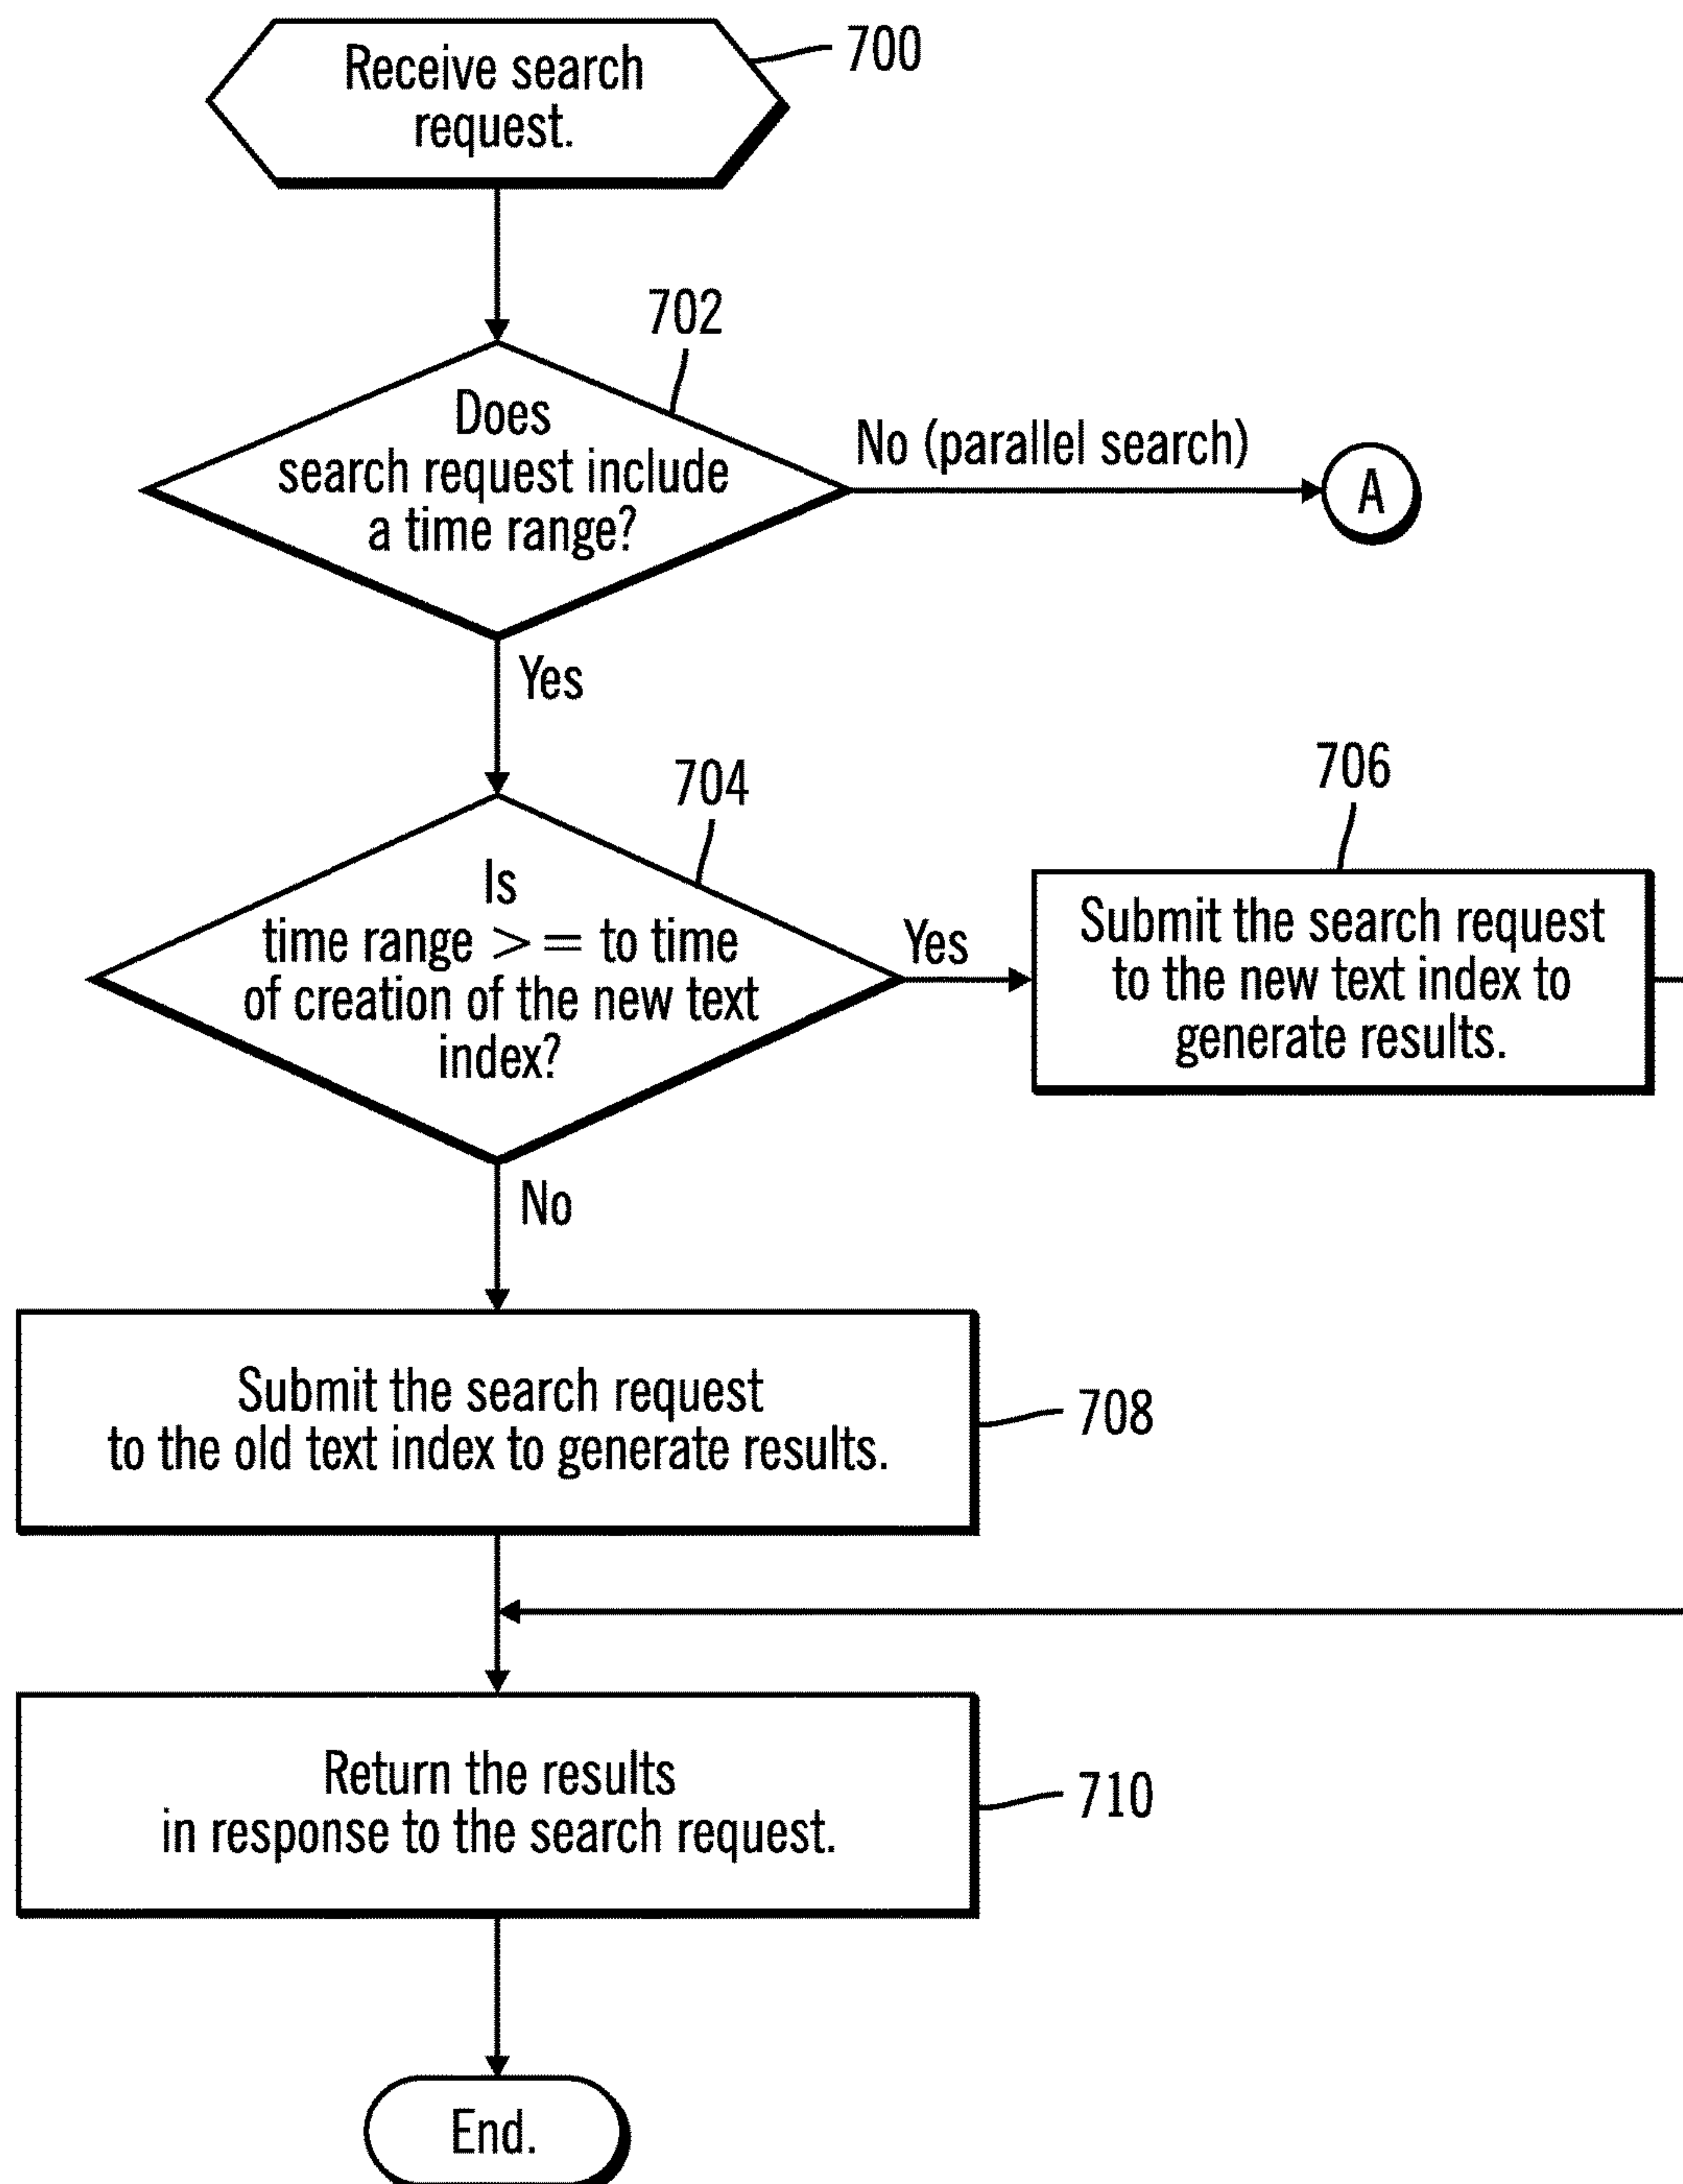 Receive search
request.
700
702
Does
search request include
a time range?
No (parallel search)
A
Yes
704
Is
time range > = to time
of creation of the new text
index?
Yes
706
Submit the search request
to the new text index to
generate results.
No
Submit the search request
to the old text index to generate results.
708
Return the results
in response to the search request.
710
End.